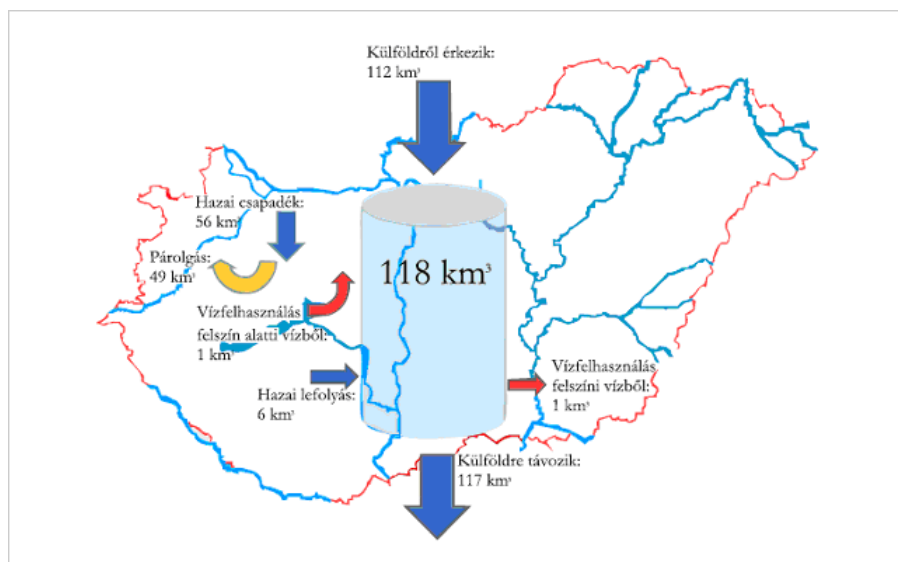 Külföldről érkezik:
112 km³
Hazai csapadék:
56 km³
Párolgás:
49 km³
118 km³
Vízfelhasználás
felszín alatti vízből:
1 km³
Hazai lefolyás:
6 km³
Vízfelhasználás
felszíni vízből:
1 km³
Külföldre távozik:
117 km³